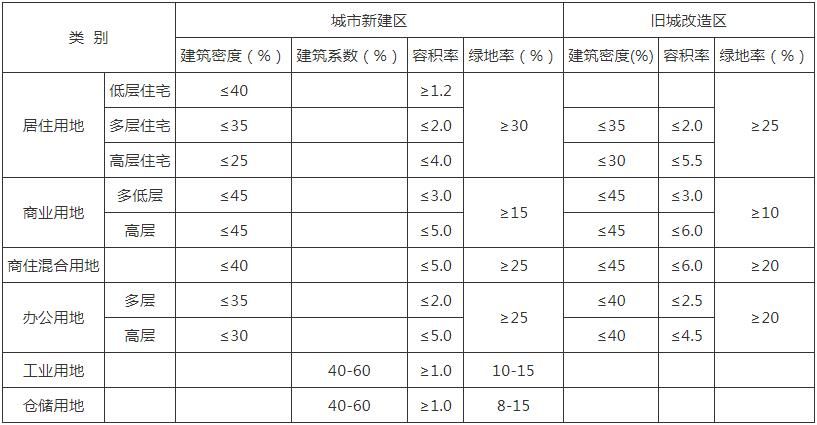 类 别 城市新建区 旧城改造区
建筑密度（%） 建筑系数（%） 容积率 绿地率（%） 建筑密度(%) 容积率 绿地率（%）
居住用地 低层住宅 ≤40 ≥1.2 ≥30 ≥25
多层住宅 ≤35 ≤2.0 ≤35 ≤2.0
高层住宅 ≤25 ≤4.0 ≤30 ≤5.5
商业用地 多低层 ≤45 ≤3.0 ≥15 ≤45 ≤3.0 ≥10
高层 ≤45 ≤5.0 ≤45 ≤6.0
商住混合用地 ≤40 ≤5.0 ≥25 ≤45 ≤6.0 ≥20
办公用地 多层 ≤35 ≤2.0 ≥25 ≤40 ≤2.5 ≥20
高层 ≤30 ≤5.0 ≤40 ≤4.5
工业用地 40-60 ≥1.0 10-15
仓储用地 40-60 ≥1.0 8-15